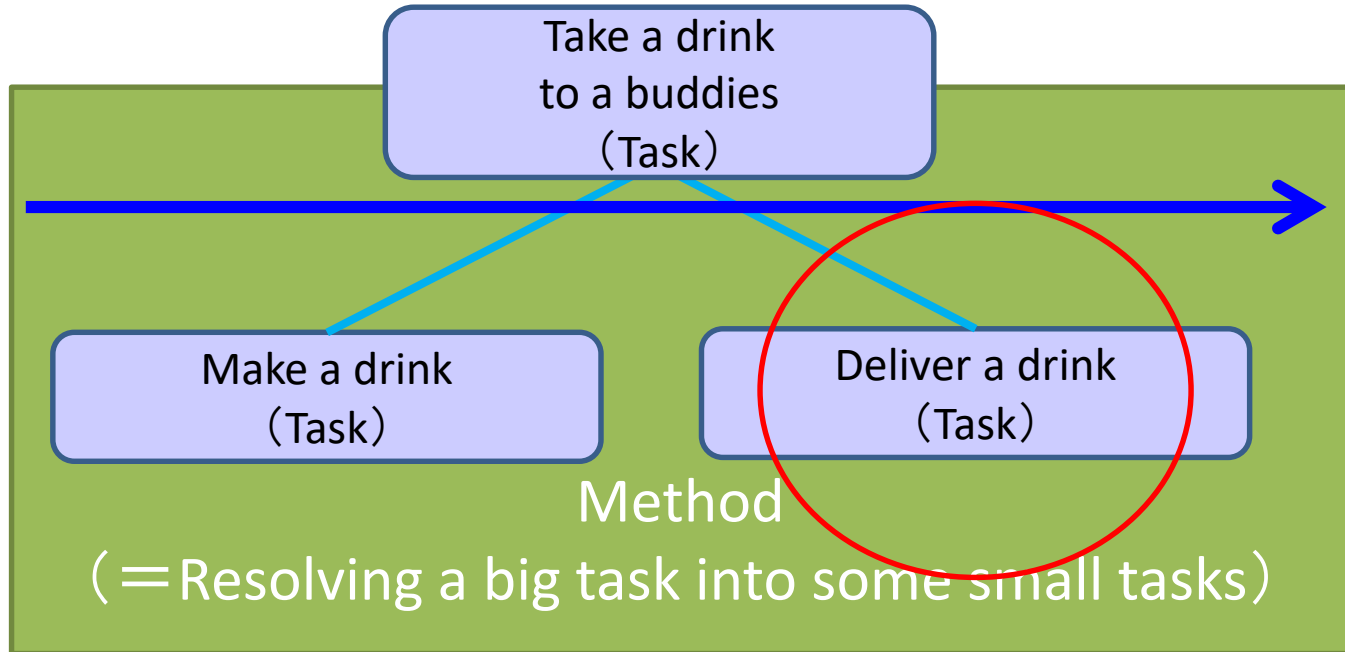 Take a drink
to a buddies
（Task）
Make a drink
（Task）
Deliver a drink
（Task）
Method
（＝Resolving a big task into some small tasks）